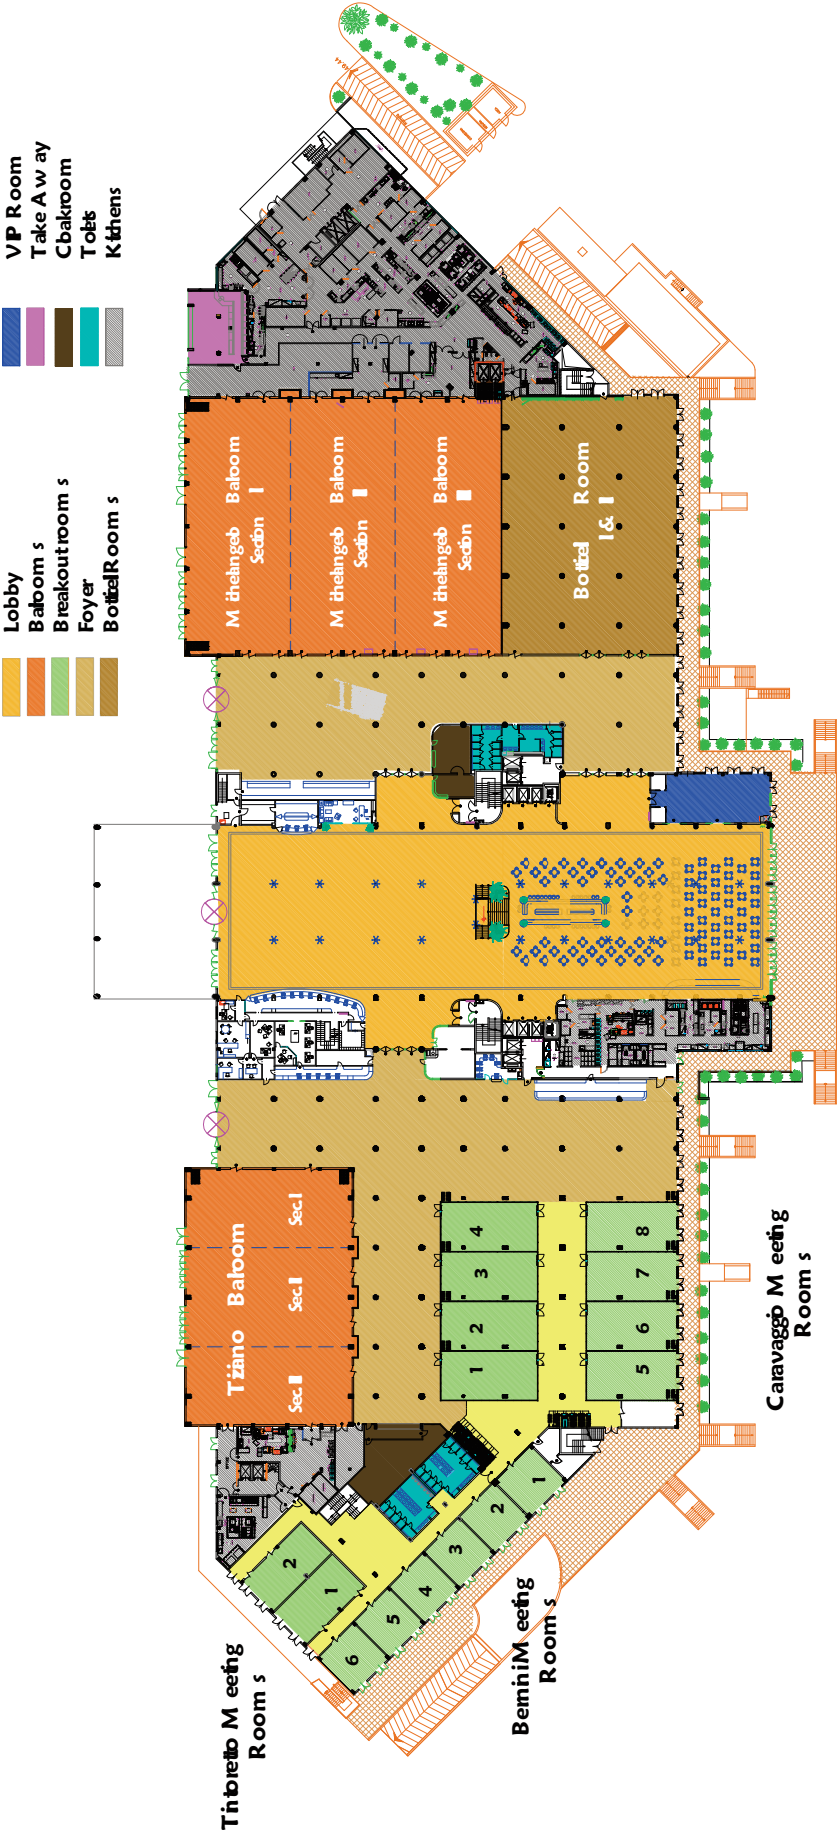 Lobby
Ballrooms
Breakout rooms
Foyer
Botticelli Rooms
VIP Room
Take Away
Cloakroom
Toilets
Kitchens
Michelangelo Ballroom
Section I
Michelangelo Ballroom
Section II
Michelangelo Ballroom
Section III
Botticelli Room
I & II
Tiziano Ballroom
Sec. III
Sec. II
Sec. I
1
2
3
4
5
6
7
8
Caravaggio Meeting
Rooms
2
1
Tintoretto Meeting
Rooms
6
5
4
3
2
1
Bernini Meeting
Rooms